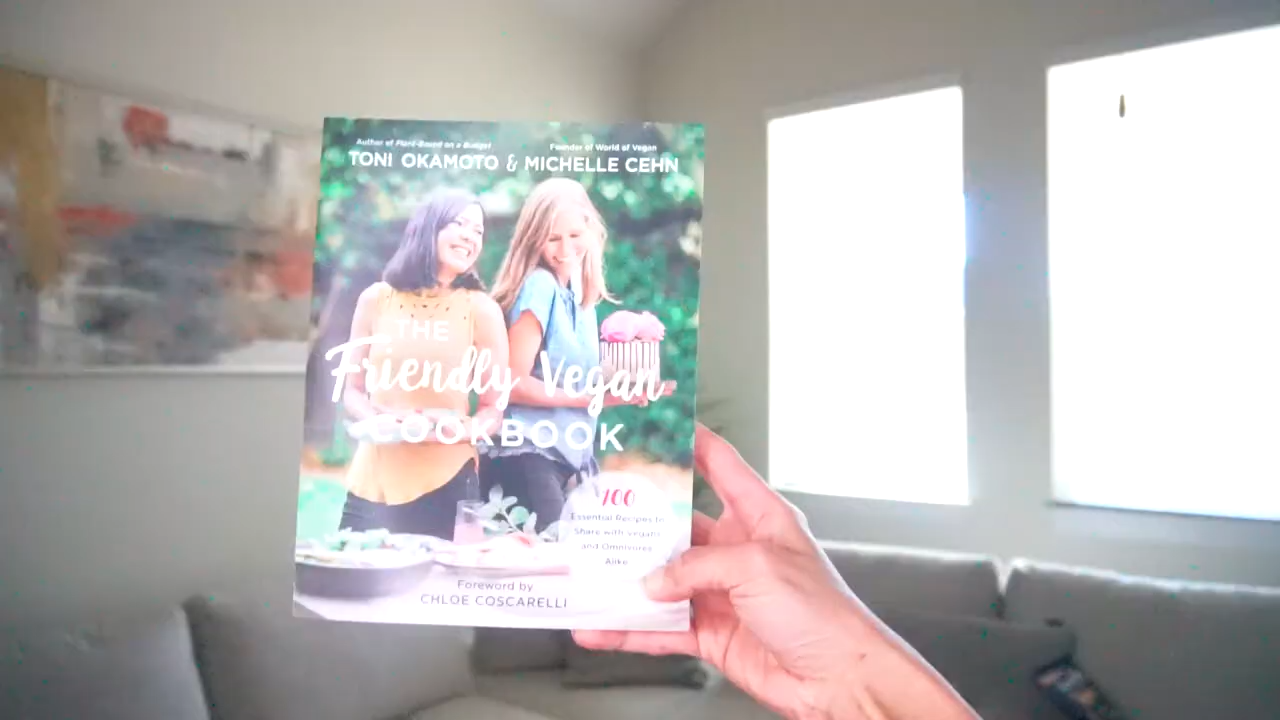 Author of Plant-Based on a Budget
Founder of World of Vegan
TONI OKAMOTO & MICHELLE CEHN
THE
Friendly Vegan
COOKBOOK
100
Essential Recipes to
Share with Vegans
and Omnivores
Alike
Foreword by
CHLOE COSCARELLI